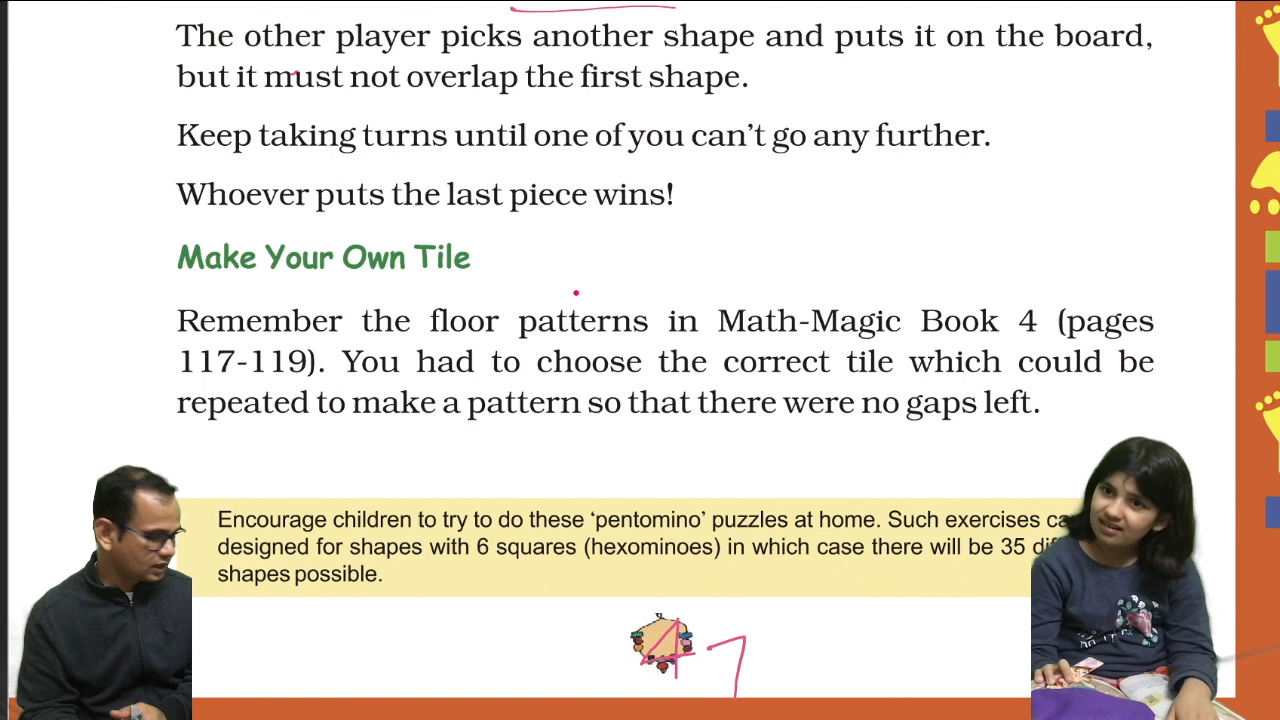 The other player picks another shape and puts it on the board,
but it must not overlap the first shape.
Keep taking turns until one of you can't go any further.
Whoever puts the last piece wins!
Make Your Own Tile
Remember the floor patterns in Math-Magic Book 4 (pages
117-119). You had to choose the correct tile which could be
repeated to make a pattern so that there were no gaps left.
Encourage children to try to do these 'pentomino' puzzles at home. Such exercises
designed for shapes with 6 squares (hexominoes) in which case there will be 35
shapes possible.
47